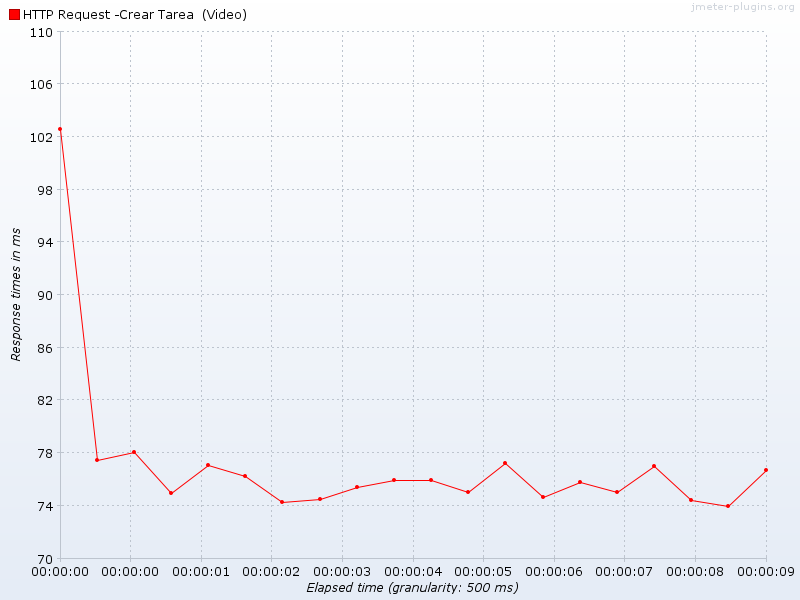 jmeter-plugins.org
HTTP Request -Crear Tarea  (Video)
110
106
102
98
94
90
86
82
78
74
70
Response times in ms
00:00:00 00:00:00 00:00:01 00:00:02 00:00:03 00:00:04 00:00:05 00:00:06 00:00:07 00:00:08 00:00:09
Elapsed time (granularity: 500 ms)